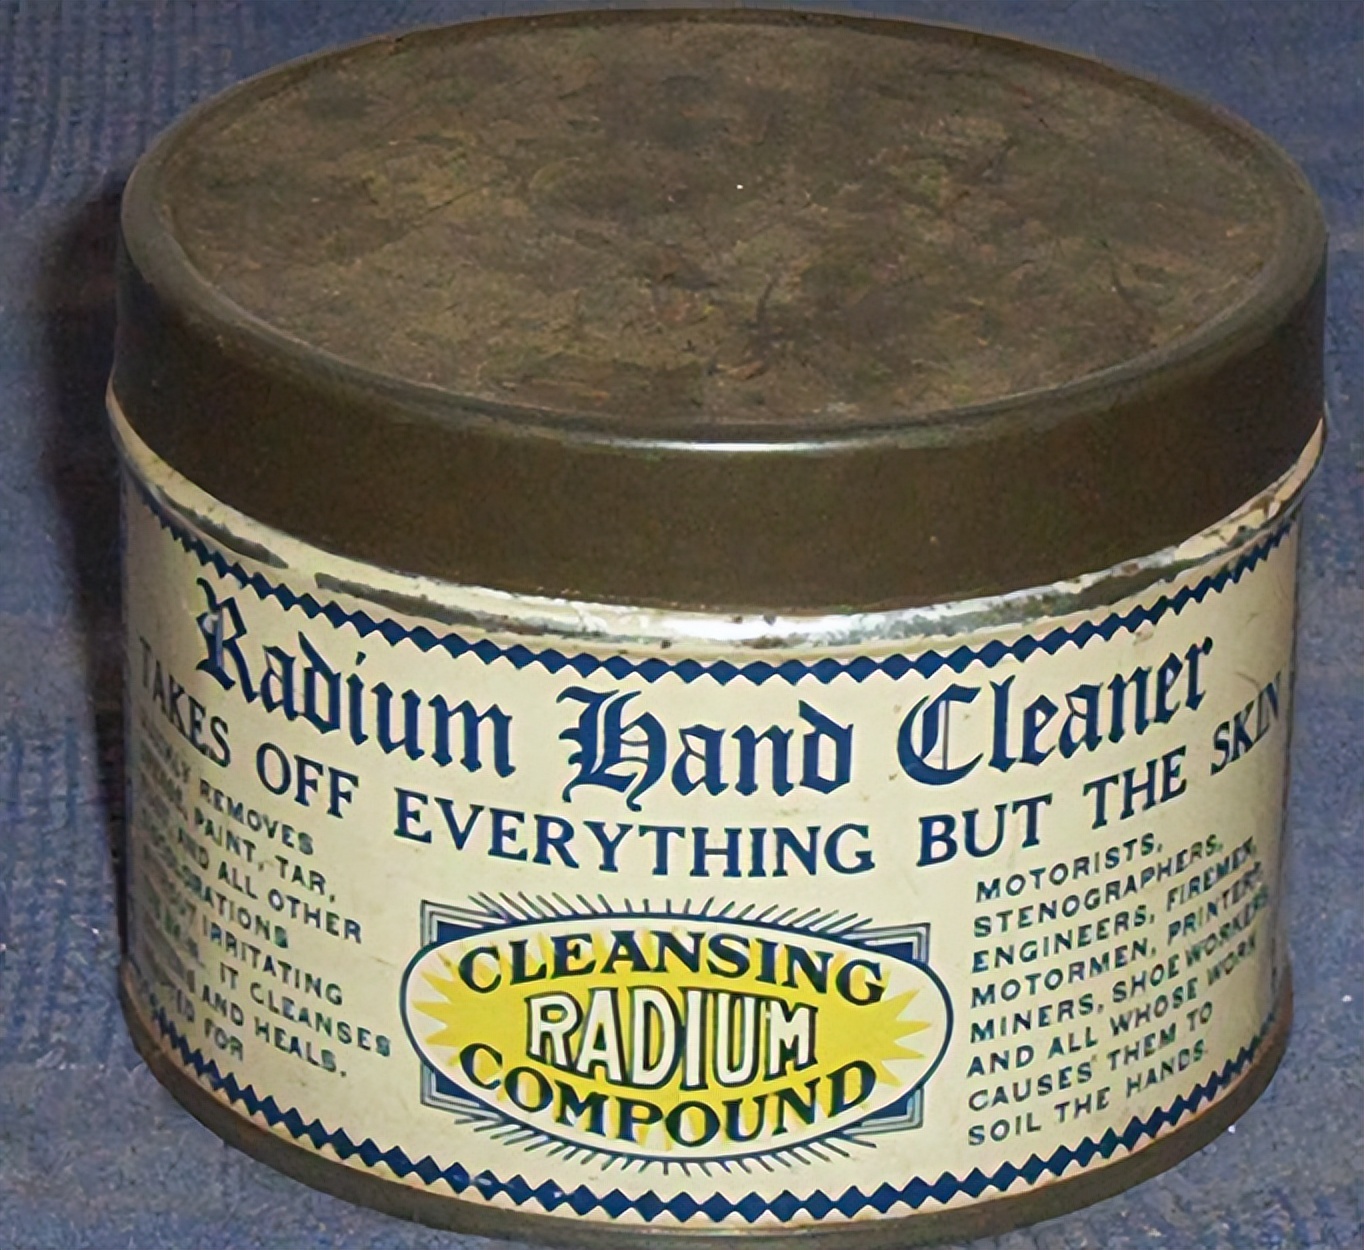 Radium Hand Cleaner
TAKES OFF EVERYTHING BUT THE SKIN
REMOVES
PAINT, TAR,
AND ALL OTHER
IRRITATING
IT CLEANSES
AND HEALS.
FOR
CLEANSING
RADIUM
COMPOUND
MOTORISTS,
STENOGRAPHERS,
ENGINEERS, FIREMEN,
MOTORMEN, PRINTERS,
MINERS, SHOE WORKERS
AND ALL WHOSE WORK
CAUSES THEM TO
SOIL THE HANDS.